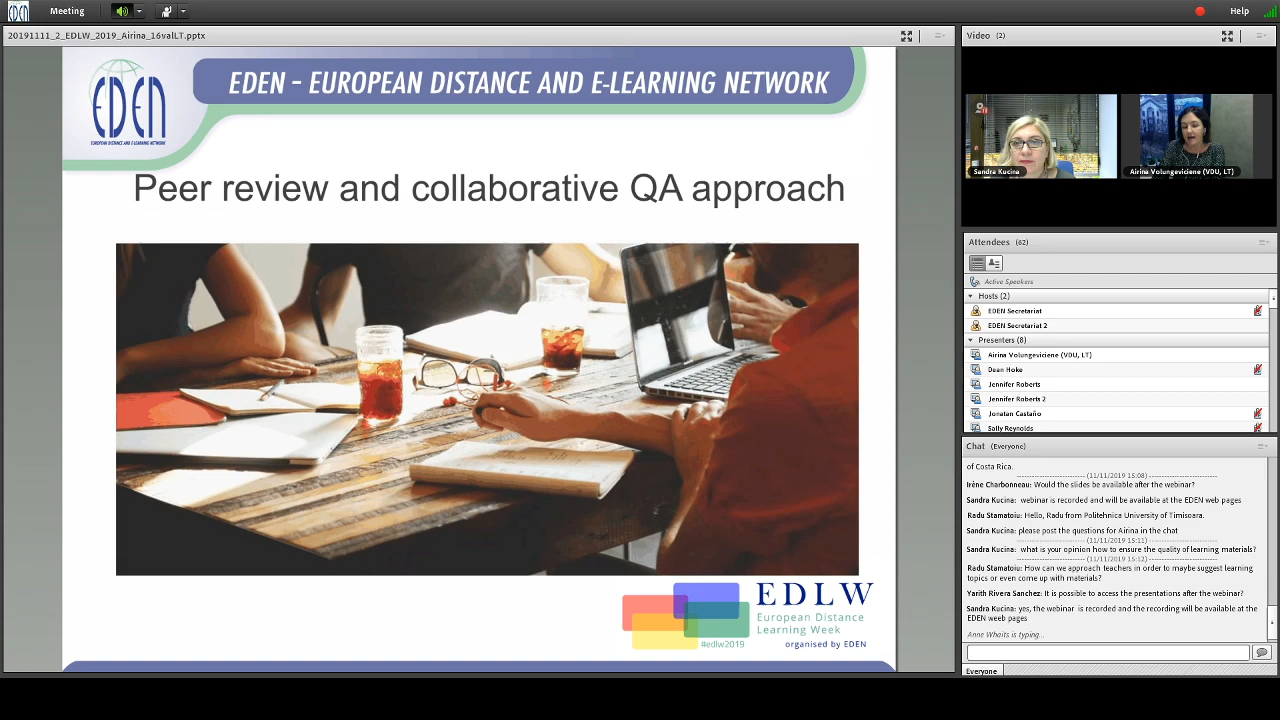 Meeting
Help
20191111_2_EDLW_2019_Airina_16valLT.pptx
EDEN
EUROPEAN DISTANCE AND E-LEARNING NETWORK
EDEN – EUROPEAN DISTANCE AND E-LEARNING NETWORK
Peer review and collaborative QA approach
EDLW
European Distance
Learning Week
#edlw2019
organised by EDEN
Video (2)
Sandra Kucina
Airina Volungeviciene (VDU, LT)
Attendees (62)
Active Speakers
Hosts (2)
EDEN Secretariat
EDEN Secretariat 2
Presenters (8)
Airina Volungeviciene (VDU, LT)
Dean Hoke
Jennifer Roberts
Jennifer Roberts 2
Jonatan Castaño
Sally Reynolds
Chat (Everyone)
of Costa Rica.
(11/11/2019 15:08)
Irène Charbonneau: Would the slides be available after the webinar?
Sandra Kucina: webinar is recorded and will be available at the EDEN web pages
Radu Stamatoiu: Hello, Radu from Politehnica University of Timisoara.
Sandra Kucina: please post the questions for Airina in the chat
(11/11/2019 15:12)
Sandra Kucina: what is your opinion how to ensure the quality of learning materials?
(11/11/2019 15:12)
Radu Stamatoiu: How can we approach teachers in order to maybe suggest learning
topics or even come up with materials?
Yarith Rivera Sanchez: It is possible to access the presentations after the webinar?
Sandra Kucina: yes, the webinar is recorded and the recording will be available at the
EDEN weeb pages
Anne Whaits is typing...
Everyone